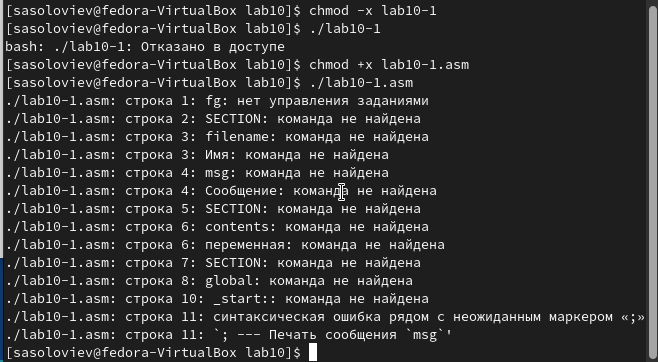 [sasoloviev@fedora-VirtualBox lab10]$ chmod -x lab10-1
[sasoloviev@fedora-VirtualBox lab10]$ ./lab10-1
bash: ./lab10-1: Отказано в доступе
[sasoloviev@fedora-VirtualBox lab10]$ chmod +x lab10-1.asm
[sasoloviev@fedora-VirtualBox lab10]$ ./lab10-1.asm
./lab10-1.asm: строка 1: fg: нет управления заданиями
./lab10-1.asm: строка 2: SECTION: команда не найдена
./lab10-1.asm: строка 3: filename: команда не найдена
./lab10-1.asm: строка 3: Имя: команда не найдена
./lab10-1.asm: строка 4: msg: команда не найдена
./lab10-1.asm: строка 4: Сообщение: команда не найдена
./lab10-1.asm: строка 5: SECTION: команда не найдена
./lab10-1.asm: строка 6: contents: команда не найдена
./lab10-1.asm: строка 6: переменная: команда не найдена
./lab10-1.asm: строка 7: SECTION: команда не найдена
./lab10-1.asm: строка 8: global: команда не найдена
./lab10-1.asm: строка 10: _start:: команда не найдена
./lab10-1.asm: строка 11: синтаксическая ошибка рядом с неожиданным маркером «;»
./lab10-1.asm: строка 11: `; --- Печать сообщения `msg`'
[sasoloviev@fedora-VirtualBox lab10]$